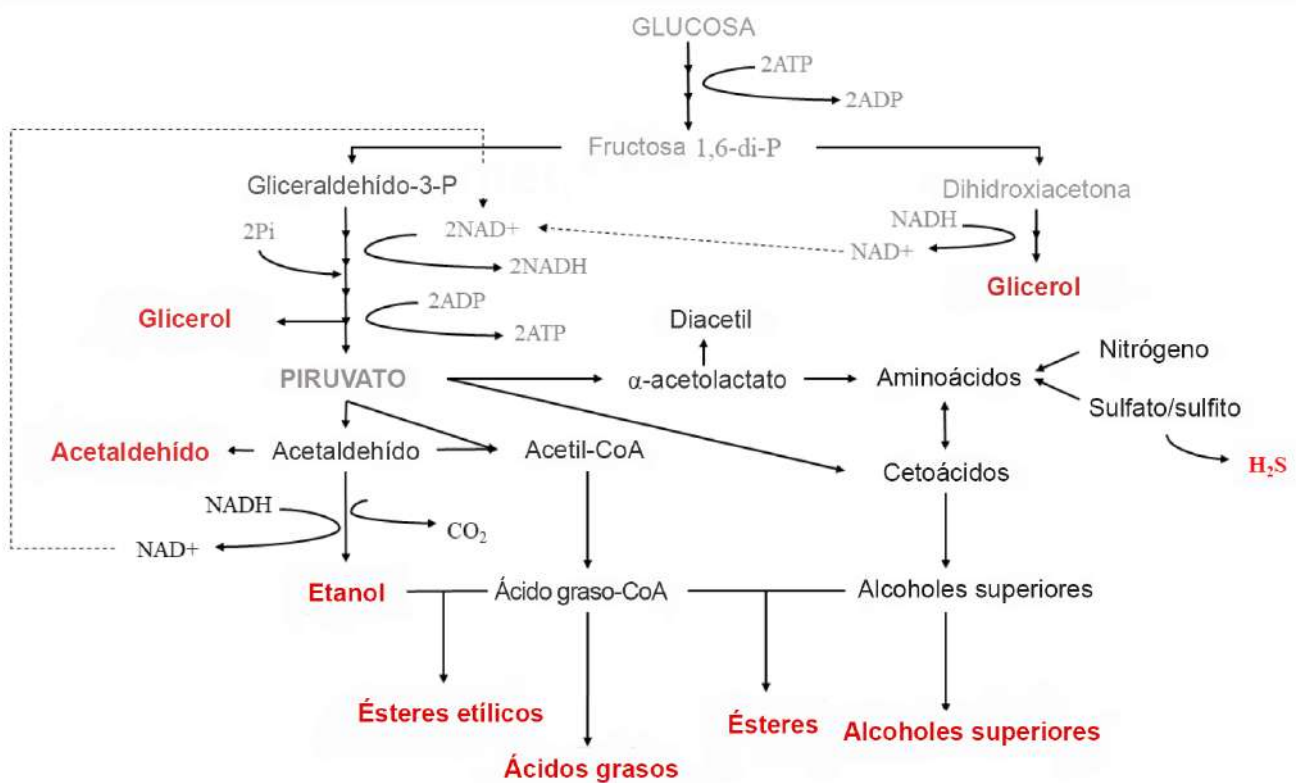 GLUCOSA
2ATP
2ADP
Fructosa 1,6-di-P
Gliceraldehído-3-P
Dihidroxiacetona
2Pi
2NAD+
NADH
NAD+
2NADH
Glicerol
Glicerol
2ADP
2ATP
Diacetil
Nitrógeno
PIRUVATO
α-acetolactato
Aminoácidos
Sulfato/sulfito
Acetaldehído
Acetaldehído
Acetil-CoA
Cetoácidos
H₂S
NADH
CO₂
NAD+
Etanol
Ácido graso-CoA
Alcoholes superiores
Ésteres etílicos
Ésteres
Alcoholes superiores
Ácidos grasos